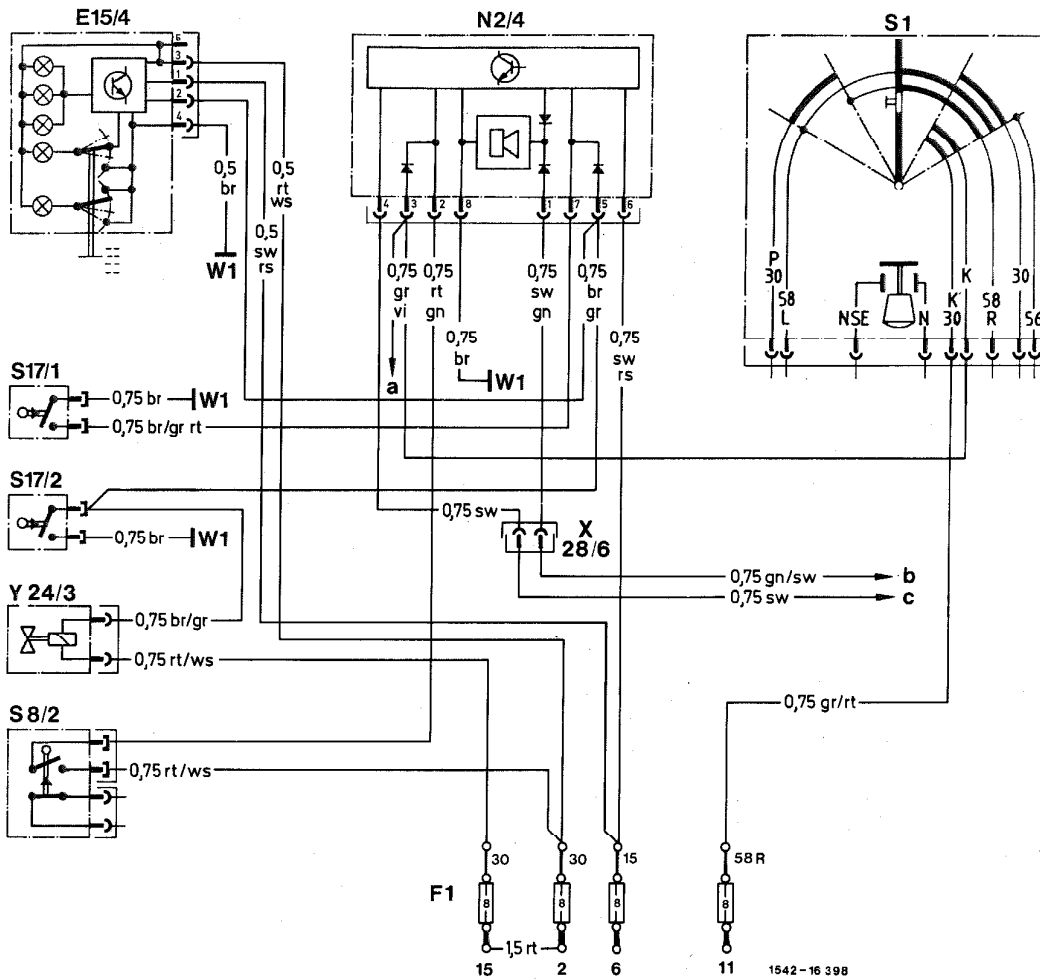 E15/4
N2/4
S1
5
3
1
2
4
4
3
2
8
1
7
5
6
0,5
br
0,5
rt
ws
W1
0,5
sw
rs
0,75
gr
vi
0,75
rt
gn
0,75
br
0,75
sw
gn
0,75
br
gr
0,75
sw
rs
a
W1
P
30
58
L
NSE
N
K
30
K
58
R
30
56
S17/1
0,75 br
W1
0,75 br/gr rt
S17/2
0,75 br
W1
0,75 sw
X
28/6
Y 24/3
0,75 br/gr
0,75 rt/ws
0,75 gn/sw
b
0,75 sw
c
S 8/2
0,75 rt/ws
0,75 gr/rt
30
30
15
58 R
F1
8
8
8
8
1,5 rt
15
2
6
11
1542-16 398